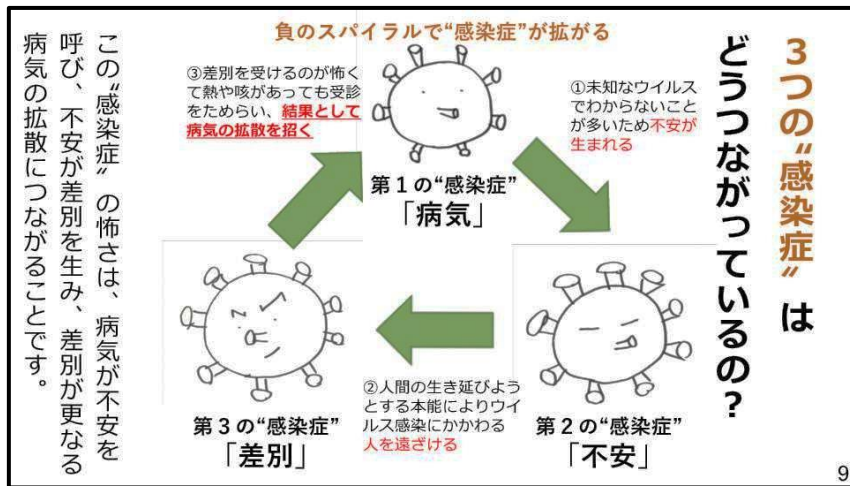 3つの“感染症”は
どうつながっているの？
負のスパイラルで“感染症”が拡がる
第１の“感染症”
「病気」
①未知なウイルス
でわからないこと
が多いため不安が
生まれる
第２の“感染症”
「不安」
②人間の生き延びよう
とする本能によりウイ
ルス感染にかかわる
人を遠ざける
第３の“感染症”
「差別」
③差別を受けるのが怖く
て熱や咳があっても受診
をためらい、結果として
病気の拡散を招く
この“感染症”の怖さは、病気が不安を
呼び、不安が差別を生み、差別が更なる
病気の拡散につながることです。
9